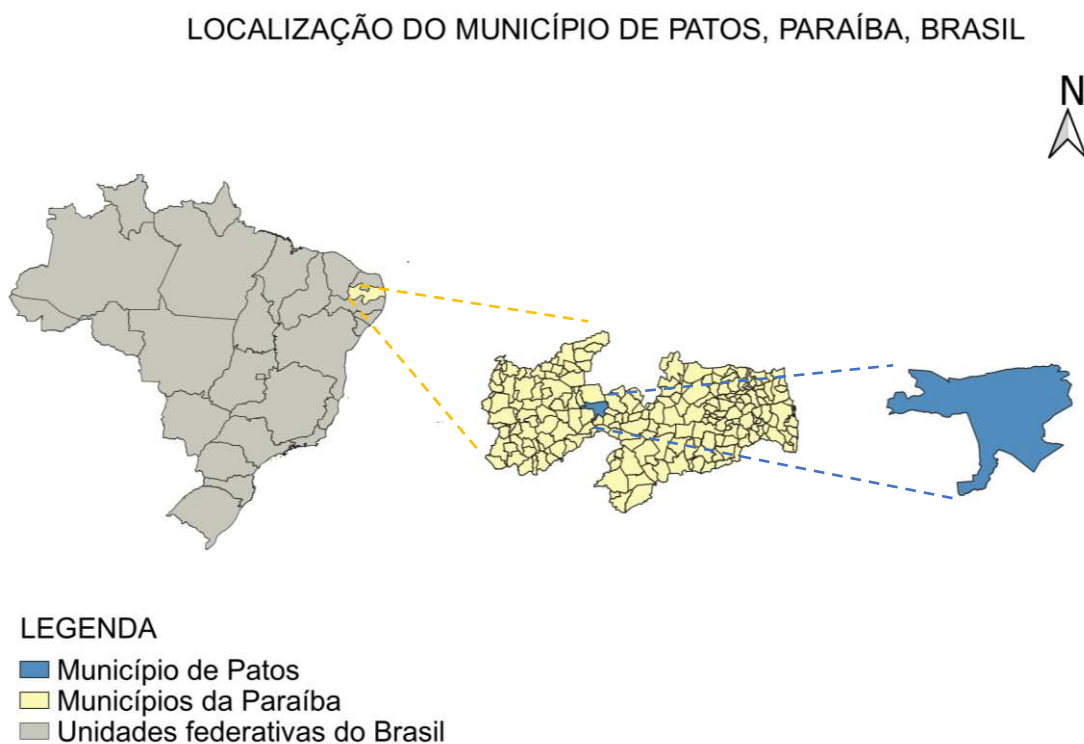 LOCALIZAÇÃO DO MUNICÍPIO DE PATOS, PARAÍBA, BRASIL
N
LEGENDA
Município de Patos
Municípios da Paraíba
Unidades federativas do Brasil